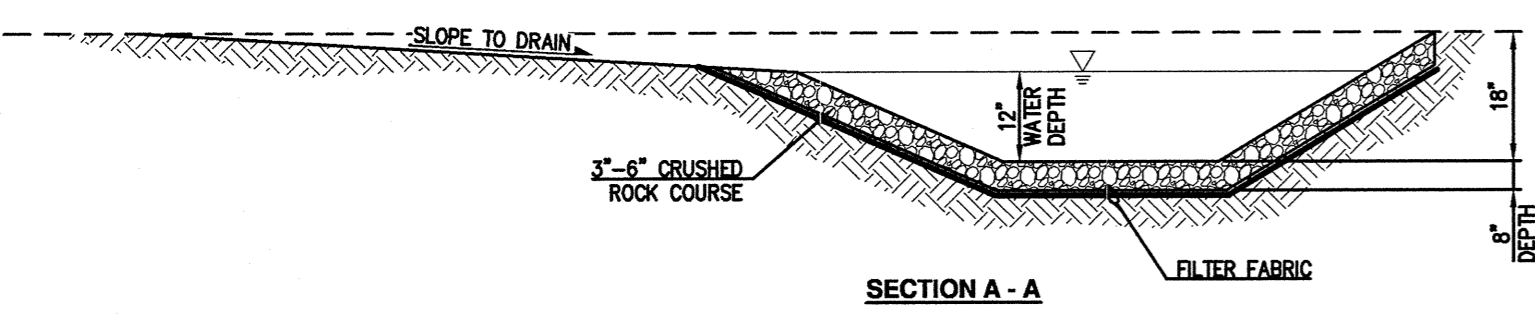 SLOPE TO DRAIN
12"
WATER
DEPTH
18"
3"-6" CRUSHED
ROCK COURSE
8"
DEPTH
FILTER FABRIC
SECTION A - A